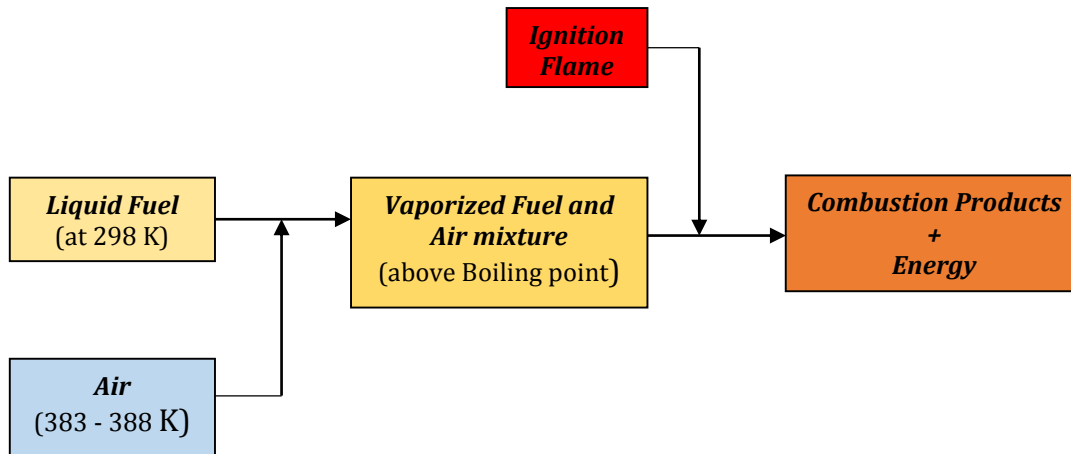 Ignition
Flame
Liquid Fuel
(at 298 K)
Vaporized Fuel and
Air mixture
(above Boiling point)
Combustion Products
+
Energy
Air
(383 - 388 K)